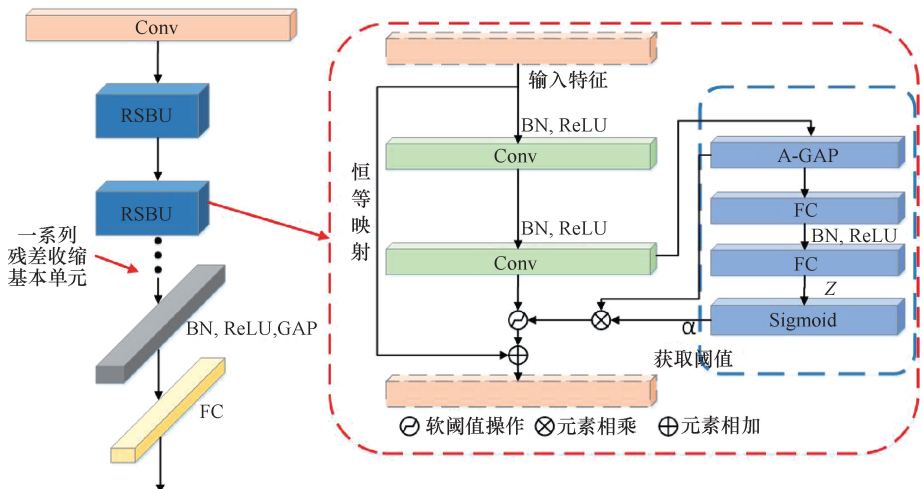 Conv
RSBU
RSBU
一系列
残差收缩
基本单元
BN, ReLU,GAP
FC
输入特征
BN, ReLU
Conv
恒等映射
BN, ReLU
Conv
A-GAP
FC
BN, ReLU
FC
Z
Sigmoid
α
获取阈值
软阈值操作 元素相乘 元素相加